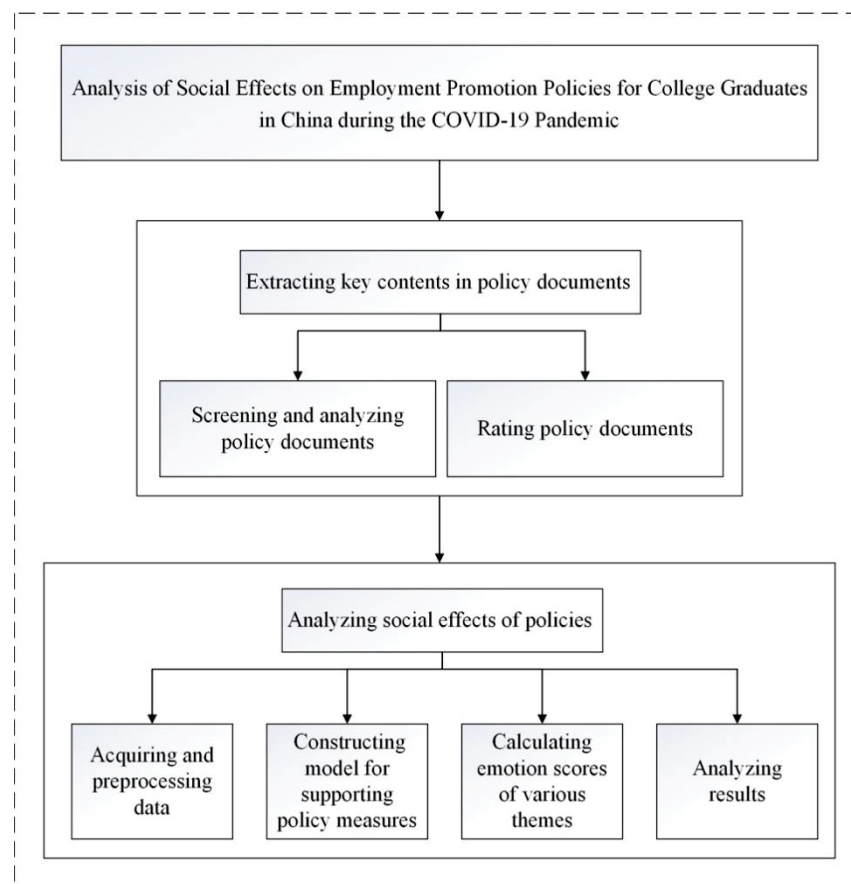 Analysis of Social Effects on Employment Promotion Policies for College Graduates
in China during the COVID-19 Pandemic
Extracting key contents in policy documents
Screening and analyzing
policy documents
Rating policy documents
Analyzing social effects of policies
Acquiring and
preprocessing
data
Constructing
model for
supporting
policy measures
Calculating
emotion scores
of various
themes
Analyzing
results